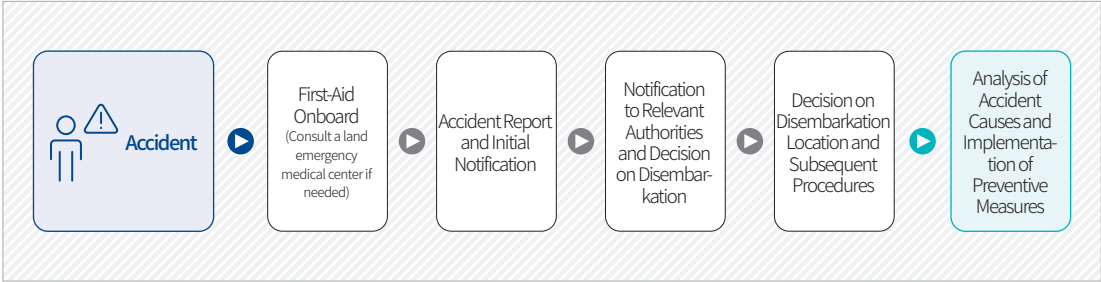 Accident
First-Aid
Onboard
(Consult a land
emergency
medical center if
needed)
Accident Report
and Initial
Notification
Notification
to Relevant
Authorities
and Decision
on Disembar-
kation
Decision on
Disembarkation
Location and
Subsequent
Procedures
Analysis of
Accident
Causes and
Implementa-
tion of
Preventive
Measures